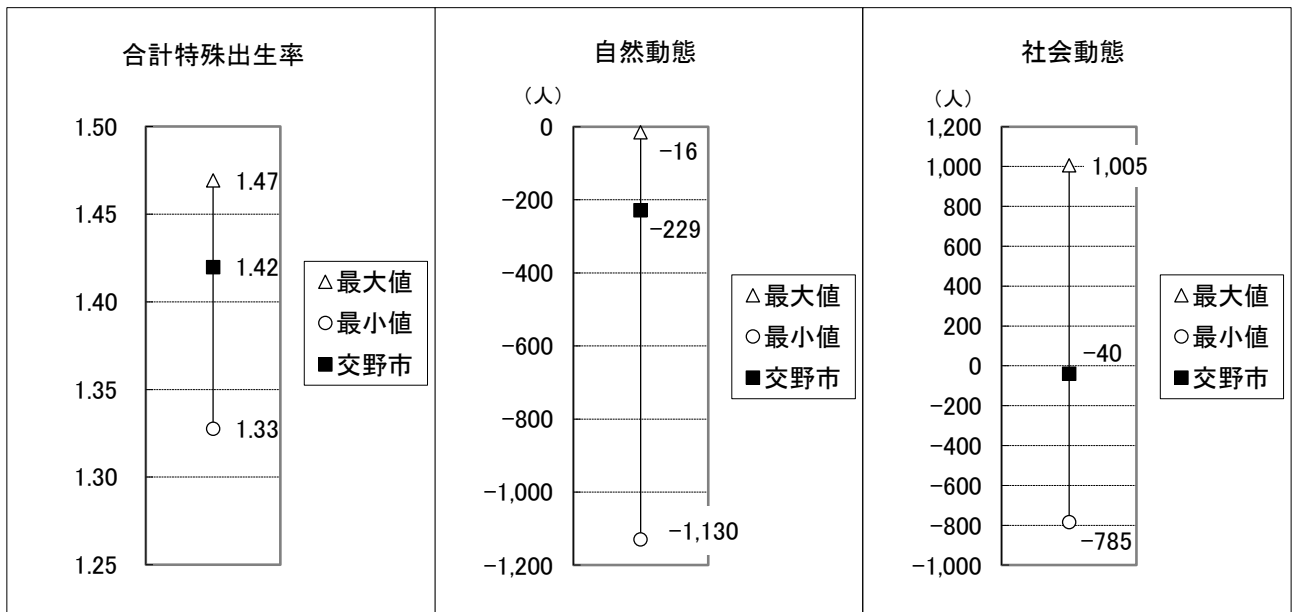 合計特殊出生率
1.50
1.45
1.40
1.35
1.30
1.25
1.47
1.42
1.33
△最大値
○最小値
■交野市
自然動態
（人）
0
−200
−400
−600
−800
−1,000
−1,200
−16
−229
−1,130
△最大値
○最小値
■交野市
社会動態
（人）
1,200
1,000
800
600
400
200
0
−200
−400
−600
−800
−1,000
1,005
−40
−785
△最大値
○最小値
■交野市